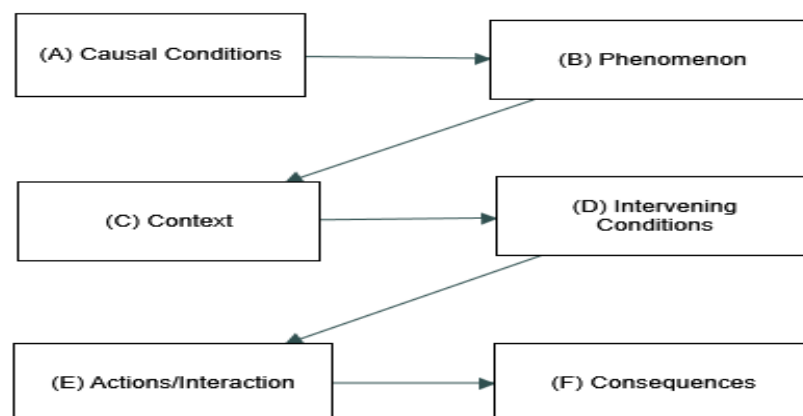 (A) Causal Conditions
(B) Phenomenon
(C) Context
(D) Intervening
Conditions
(E) Actions/Interaction
(F) Consequences